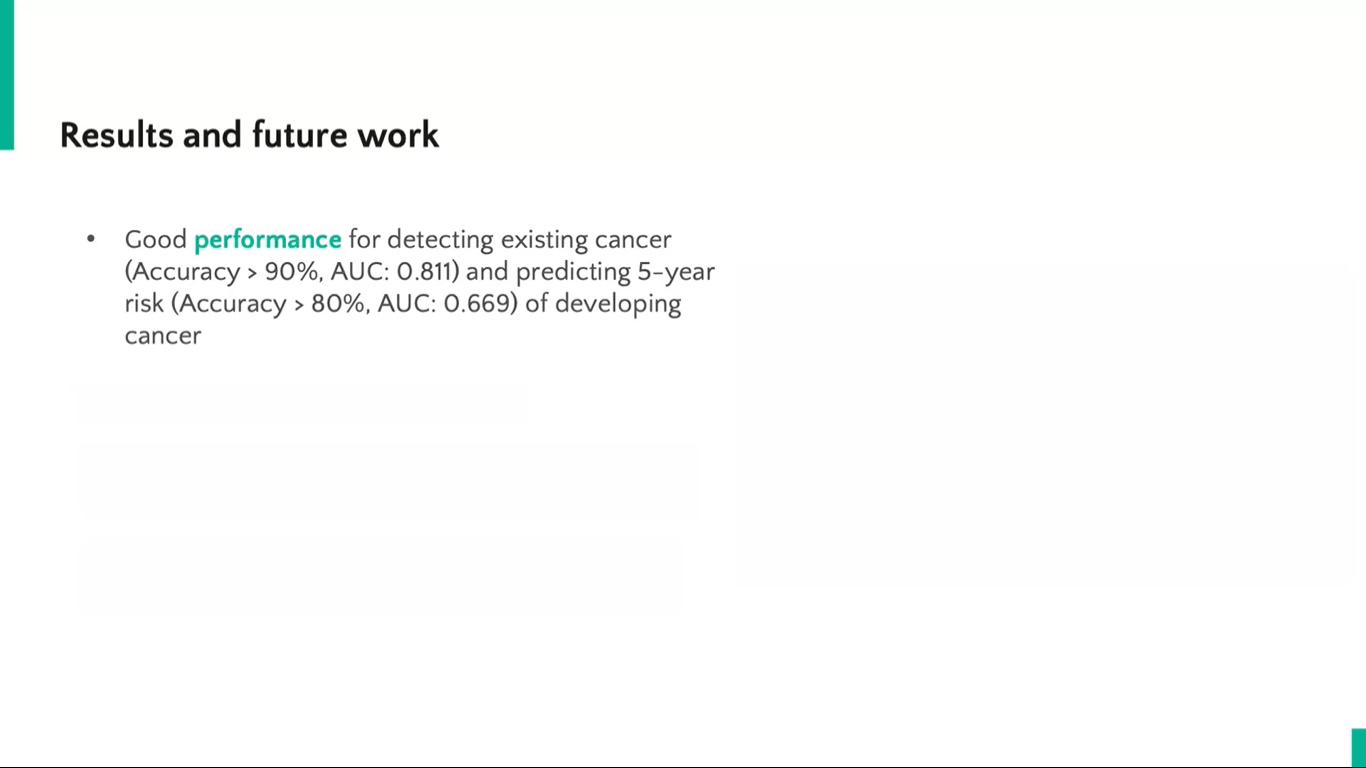 Results and future work
• Good performance for detecting existing cancer
(Accuracy > 90%, AUC: 0.811) and predicting 5-year
risk (Accuracy > 80%, AUC: 0.669) of developing
cancer